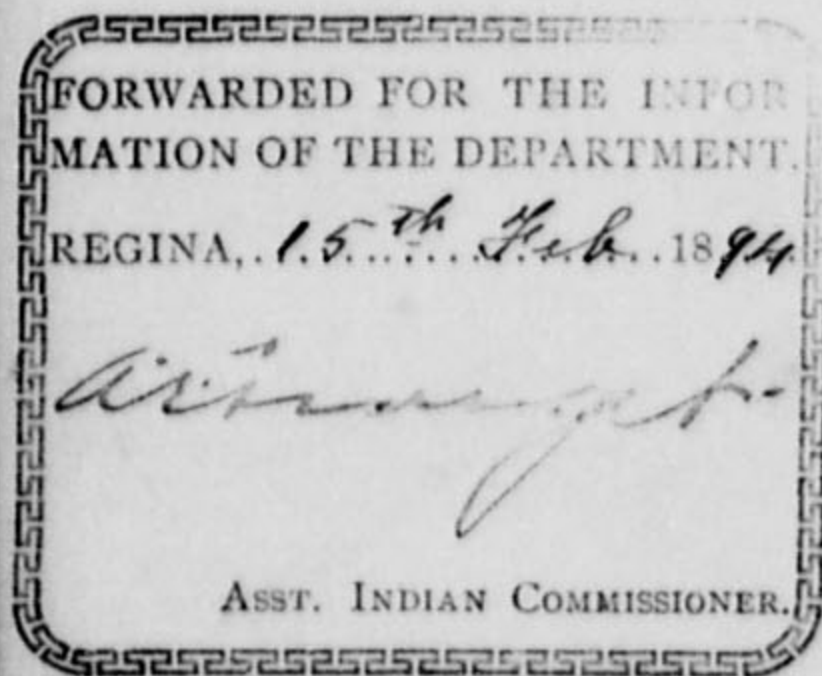 FORWARDED FOR THE INFOR
MATION OF THE DEPARTMENT.
REGINA, 15th Feb 1894
ASST. INDIAN COMMISSIONER.